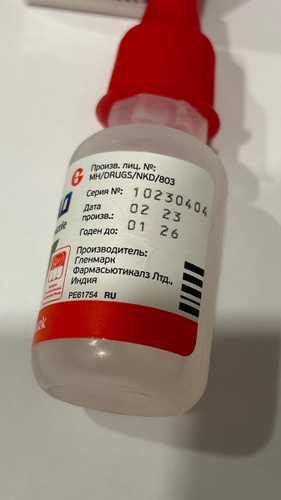 Произв. лиц. №:
MH/DRUGS/NKD/803
Серия №: 10230404
Дата
произв.: 02 23
Годен до: 01 26
Производитель:
Гленмарк
Фармасьютикалз Лтд.,
Индия
PE61754 RU